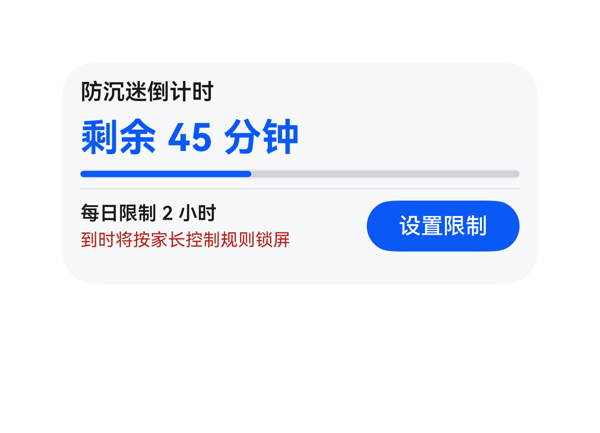 防沉迷倒计时
剩余 45 分钟
每日限制 2 小时
到时将按家长控制规则锁屏
设置限制